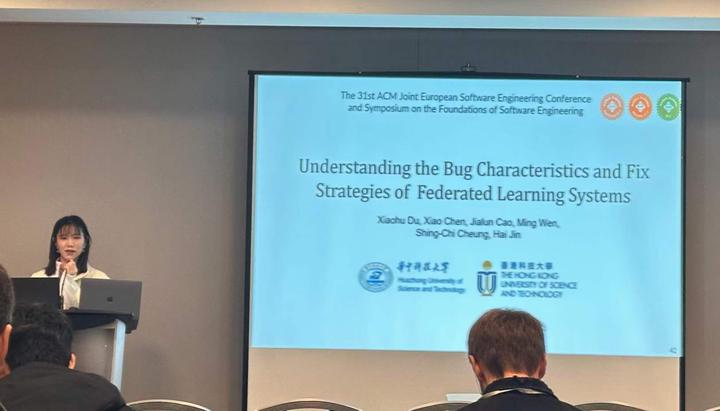 The 31st ACM Joint European Software Engineering Conference
and Symposium on the Foundations of Software Engineering
Understanding the Bug Characteristics and Fix
Strategies of Federated Learning Systems
Xiaohu Du, Xiao Chen, Jialun Cao, Ming Wen,
Shing-Chi Cheung, Hai Jin
華中科技大学
Huazhong University of
Science and Technology
香港科技大學
THE HONG KONG
UNIVERSITY OF SCIENCE
AND TECHNOLOGY
42